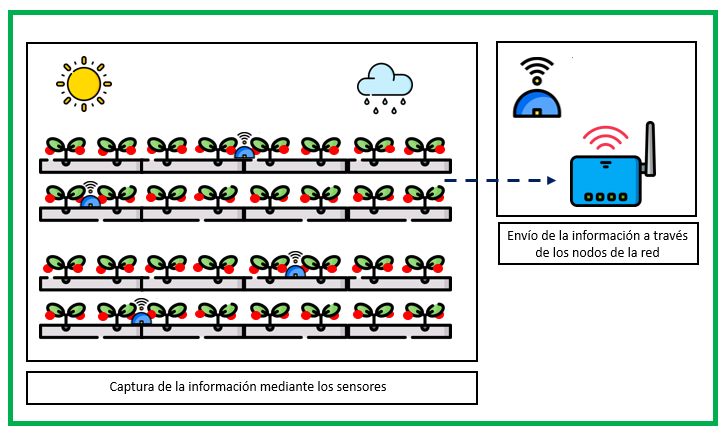 Envío de la información a través
de los nodos de la red
Captura de la información mediante los sensores